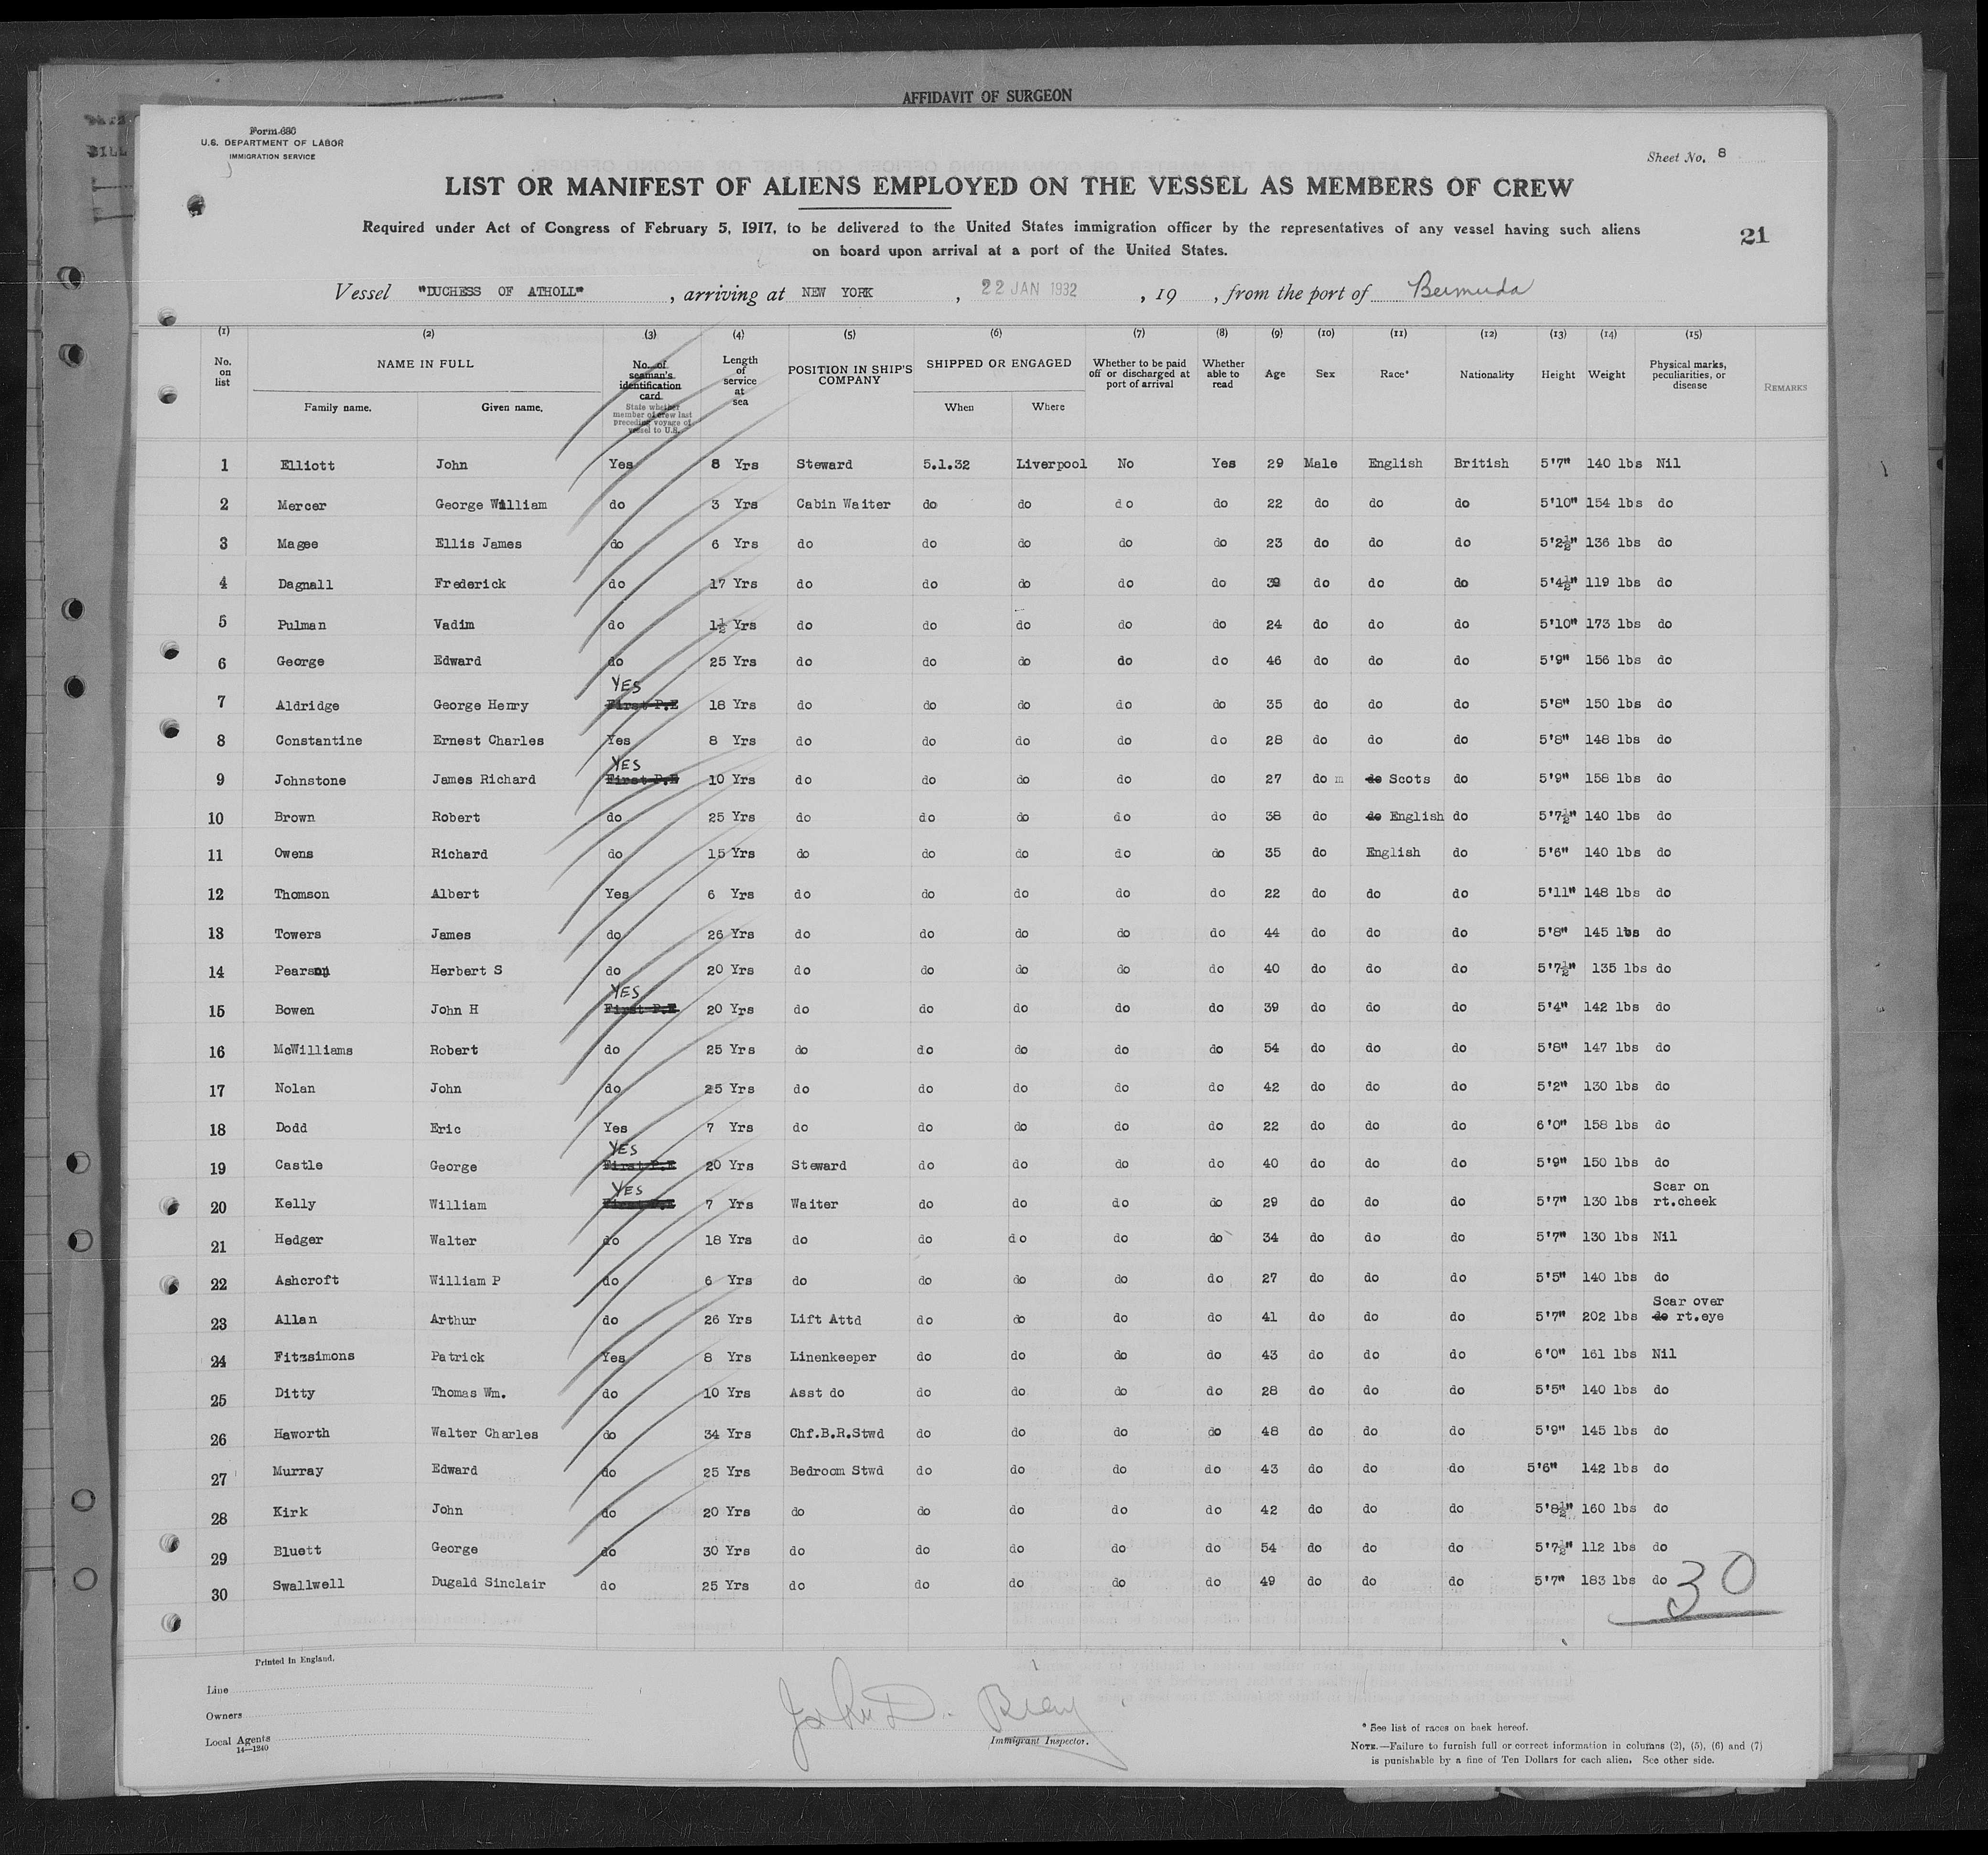 AFFIDAVIT OF SURGEON
Form 680
U.S. DEPARTMENT OF LABOR
IMMIGRATION SERVICE
Sheet No. 8
LIST OR MANIFEST OF ALIENS EMPLOYED ON THE VESSEL AS MEMBERS OF CREW
Required under Act of Congress of February 5, 1917, to be delivered to the United States immigration officer by the representatives of any vessel having such aliens
on board upon arrival at a port of the United States.
21
Vessel "DUCHESS OF ATHOLL", arriving at NEW YORK, 22 JAN 1932, 19 , from the port of Bermuda
(1) (2) (3) (4) (5) (6) (7) (8) (9) (10) (11) (12) (13) (14) (15)
No. on list NAME IN FULL Family name. Given name. No. of seaman's identification card. State whether member of crew last preceding voyage of vessel to U.S. Length of service at sea POSITION IN SHIP'S COMPANY SHIPPED OR ENGAGED When Where Whether to be paid off or discharged at port of arrival Whether able to read Age Sex Race* Nationality Height Weight Physical marks, peculiarities, or disease REMARKS
1 Elliott John Yes 8 Yrs Steward 5.1.32 Liverpool No Yes 29 Male English British 5'7" 140 lbs Nil
2 Mercer George William do 3 Yrs Cabin Waiter do do do do 22 do do do 5'10" 154 lbs do
3 Magee Ellis James do 6 Yrs do do do do do 23 do do do 5'2½" 136 lbs do
4 Dagnall Frederick do 17 Yrs do do do do do 39 do do do 5'4½" 119 lbs do
5 Pulman Vadim do 1½ Yrs do do do do do 24 do do do 5'10" 173 lbs do
6 George Edward do 25 Yrs do do do do do 46 do do do 5'9" 156 lbs do
YES
7 Aldridge George Henry First P.E 18 Yrs do do do do do 35 do do do 5'8" 150 lbs do
8 Constantine Ernest Charles Yes 8 Yrs do do do do do 28 do do do 5'8" 148 lbs do
YES
9 Johnstone James Richard First P.E 10 Yrs do do do do do 27 do m do Scots do 5'9" 158 lbs do
10 Brown Robert do 25 Yrs do do do do do 38 do do English do 5'7½" 140 lbs do
11 Owens Richard do 15 Yrs do do do do do 35 do English do 5'6" 140 lbs do
12 Thomson Albert Yes 6 Yrs do do do do do 22 do do do 5'11" 148 lbs do
13 Towers James do 26 Yrs do do do do do 44 do do do 5'8" 145 lbs do
14 Pearson Herbert S do 20 Yrs do do do do do 40 do do do 5'7½" 135 lbs do
YES
15 Bowen John H First P.E 20 Yrs do do do do do 39 do do do 5'4" 142 lbs do
16 McWilliams Robert do 25 Yrs do do do do do 54 do do do 5'8" 147 lbs do
17 Nolan John do 25 Yrs do do do do do 42 do do do 5'2" 130 lbs do
18 Dodd Eric Yes 7 Yrs do do do do do 22 do do do 6'0" 158 lbs do
YES
19 Castle George First P.E 20 Yrs Steward do do do do 40 do do do 5'9" 150 lbs do
YES Scar on
20 Kelly William First P.E 7 Yrs Waiter do do do do 29 do do do 5'7" 130 lbs rt.cheek
21 Hedger Walter do 18 Yrs do do do do do 34 do do do 5'7" 130 lbs Nil
22 Ashcroft William P do 6 Yrs do do do do do 27 do do do 5'5" 140 lbs do
Scar over
23 Allan Arthur do 26 Yrs Lift Attd do do do do 41 do do do 5'7" 202 lbs do rt.eye
24 Fitzsimons Patrick Yes 8 Yrs Linenkeeper do do do do 43 do do do 6'0" 161 lbs Nil
25 Ditty Thomas Wm. do 10 Yrs Asst do do do do do 28 do do do 5'5" 140 lbs do
26 Haworth Walter Charles do 34 Yrs Chf.B.R.Stwd do do do do 48 do do do 5'9" 145 lbs do
27 Murray Edward do 25 Yrs Bedroom Stwd do do do do 43 do do do 5'6" 142 lbs do
28 Kirk John do 20 Yrs do do do do do 42 do do do 5'8½" 160 lbs do
29 Bluett George do 30 Yrs do do do do do 54 do do do 5'7½" 112 lbs do
30 Swallwell Dugald Sinclair do 25 Yrs do do do do do 49 do do do 5'7" 183 lbs do
30
Printed in England.
Line
Owners
Local Agents
14—1240
John D.
Immigrant Inspector.
* See list of races on back hereof.
NOTE.—Failure to furnish full or correct information in columns (2), (5), (6) and (7)
is punishable by a fine of Ten Dollars for each alien. See other side.